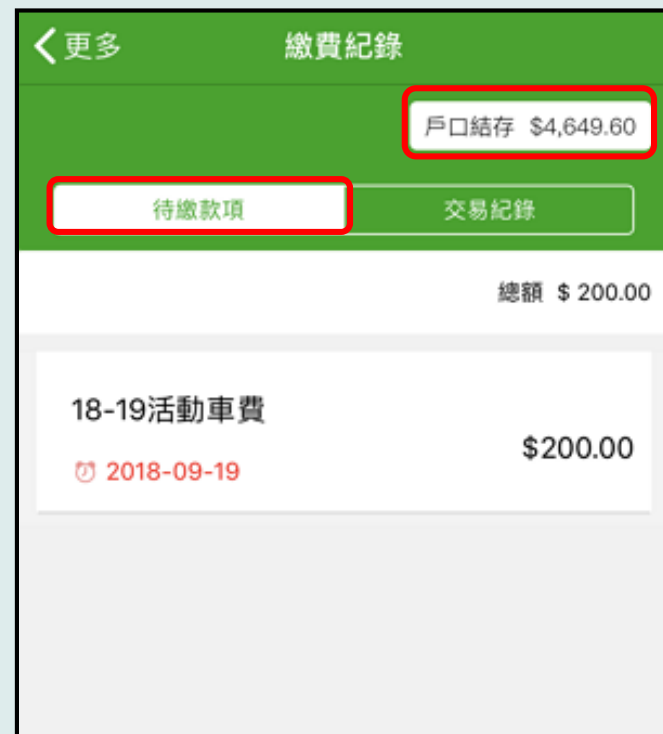 更多 繳費紀錄
戶口結存 $4,649.60
待繳款項 交易紀錄
總額 $ 200.00
18-19活動車費
$200.00
2018-09-19